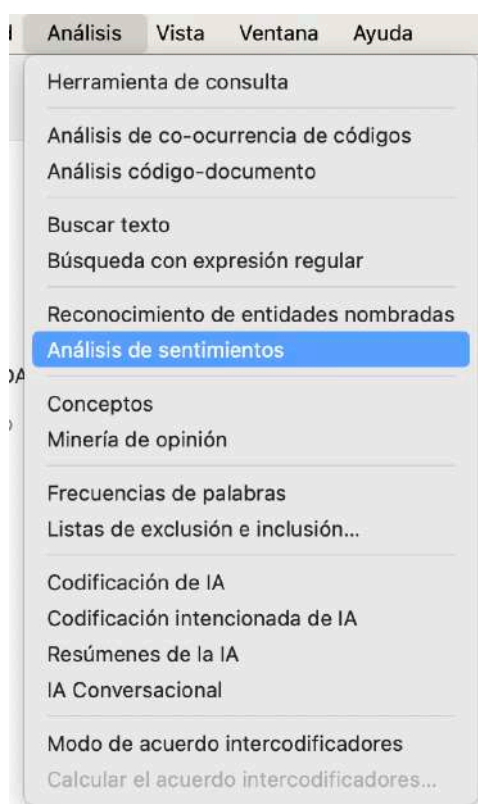 Análisis Vista Ventana Ayuda
Herramienta de consulta
Análisis de co-ocurrencia de códigos
Análisis código-documento
Buscar texto
Búsqueda con expresión regular
Reconocimiento de entidades nombradas
Análisis de sentimientos
Conceptos
Minería de opinión
Frecuencias de palabras
Listas de exclusión e inclusión...
Codificación de IA
Codificación intencionada de IA
Resúmenes de la IA
IA Conversacional
Modo de acuerdo intercodificadores
Calcular el acuerdo intercodificadores...